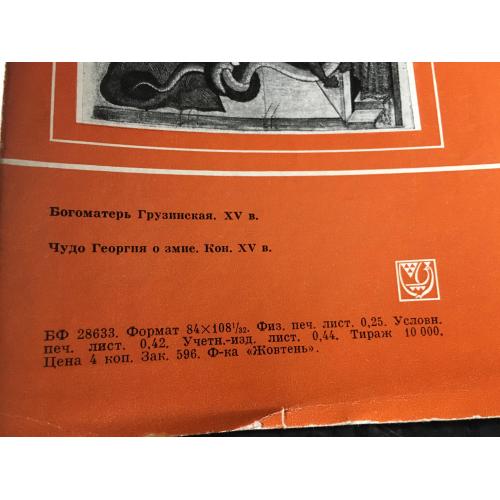 Богоматерь Грузинская. XV в.
Чудо Георгия о змие. Кон. XV в.
БФ 28633. Формат 84×108¹/₃₂. Физ. печ. лист. 0,25. Условн.
печ. лист. 0,42. Учетн.-изд. лист. 0,44. Тираж 10 000.
Цена 4 коп. Зак. 596. Ф-ка «Жовтень».